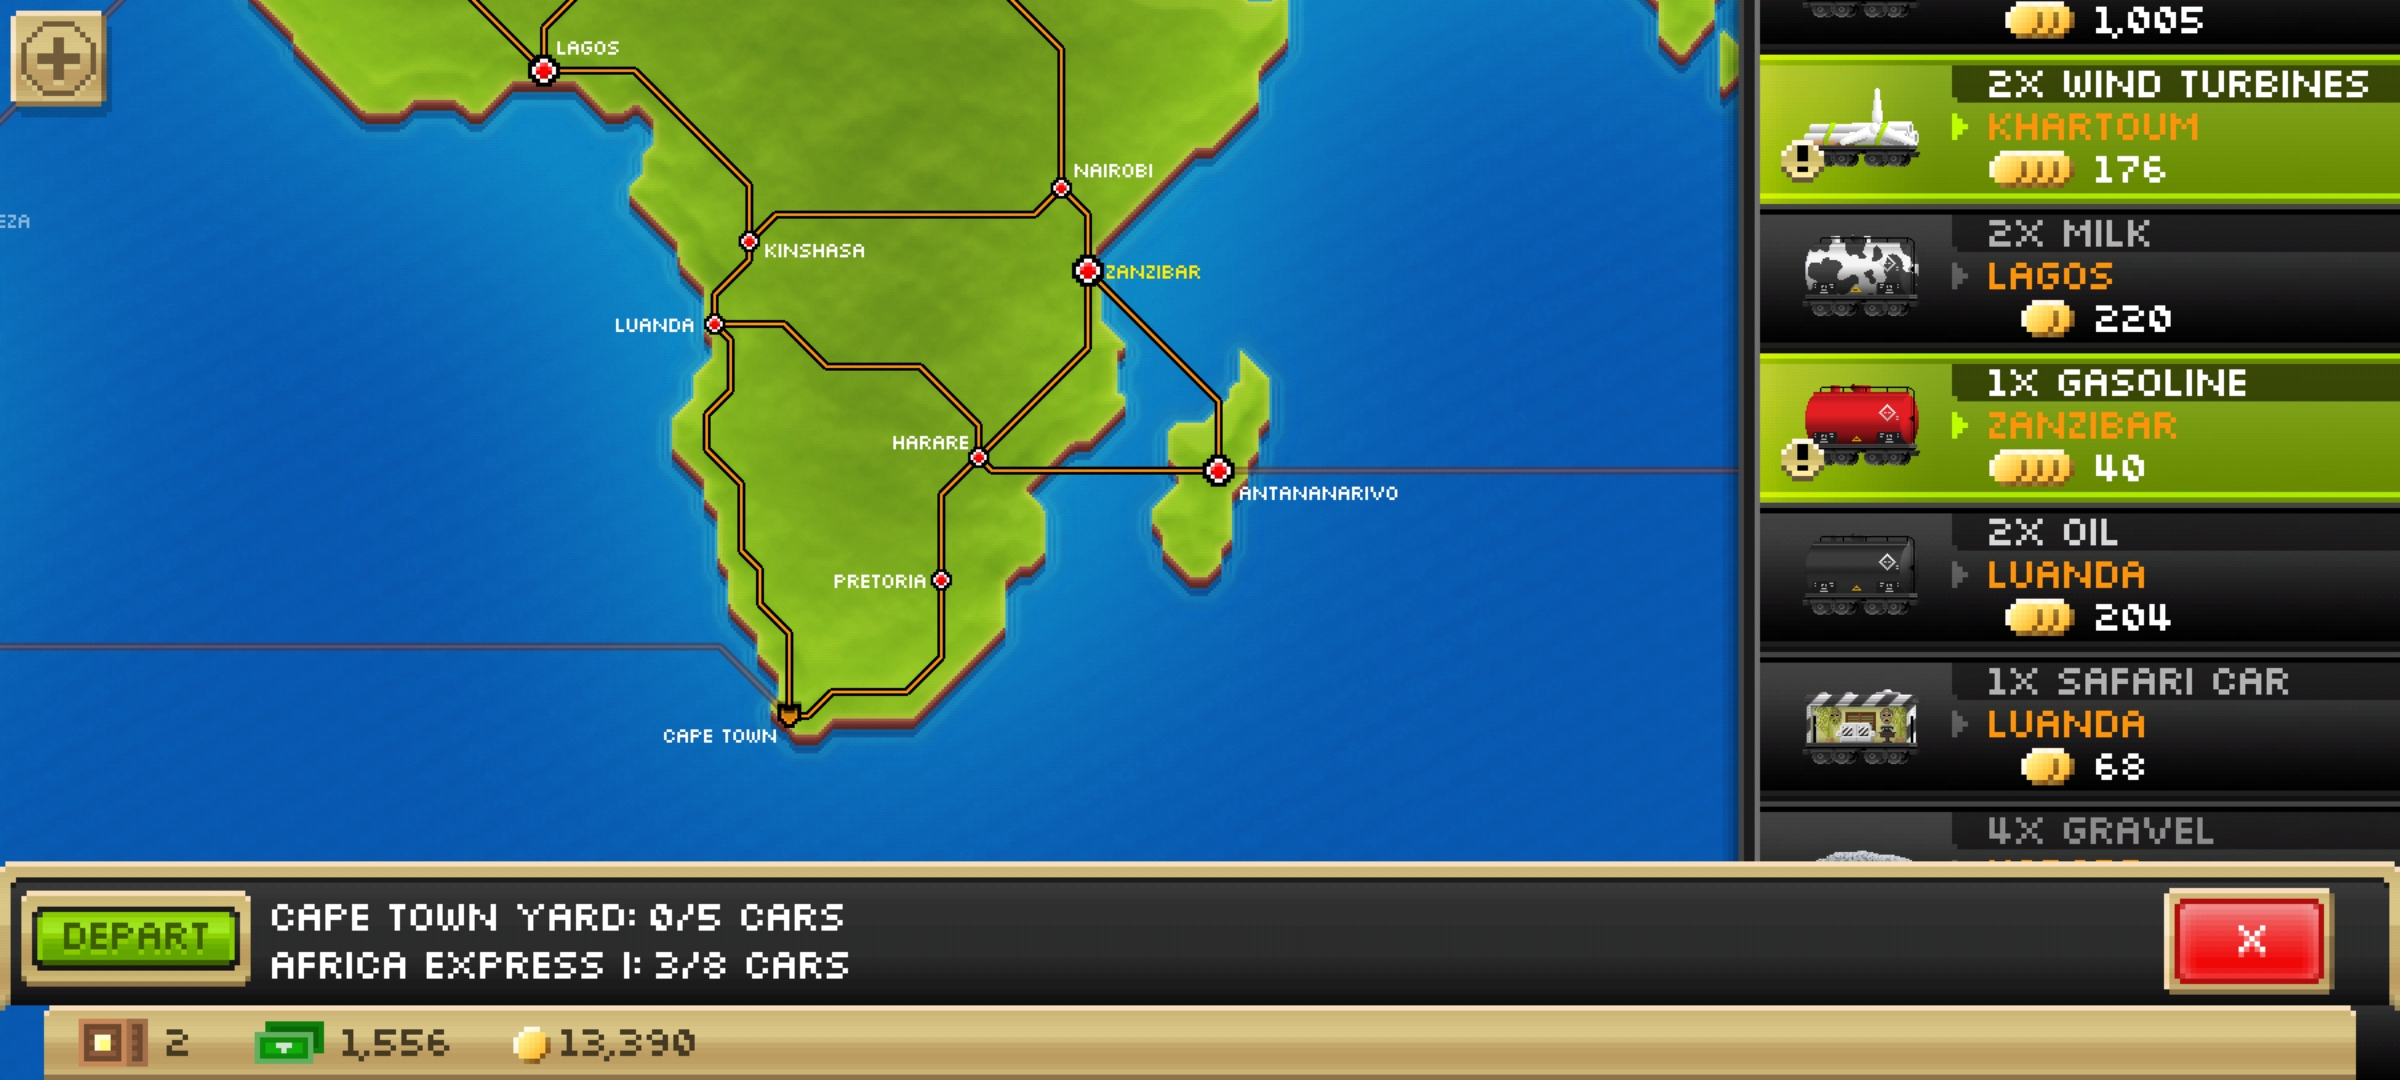 LAGOS
NAIROBI
EZA
KINSHASA
ZANZIBAR
LUANDA
HARARE
ANTANANARIVO
PRETORIA
CAPE TOWN
1,005
2X WIND TURBINES
KHARTOUM
176
2X MILK
LAGOS
220
1X GASOLINE
ZANZIBAR
40
2X OIL
LUANDA
204
1X SAFARI CAR
LUANDA
68
4X GRAVEL
DEPART
CAPE TOWN YARD: 0/5 CARS
AFRICA EXPRESS I: 3/8 CARS
X
2
1,556
13,390